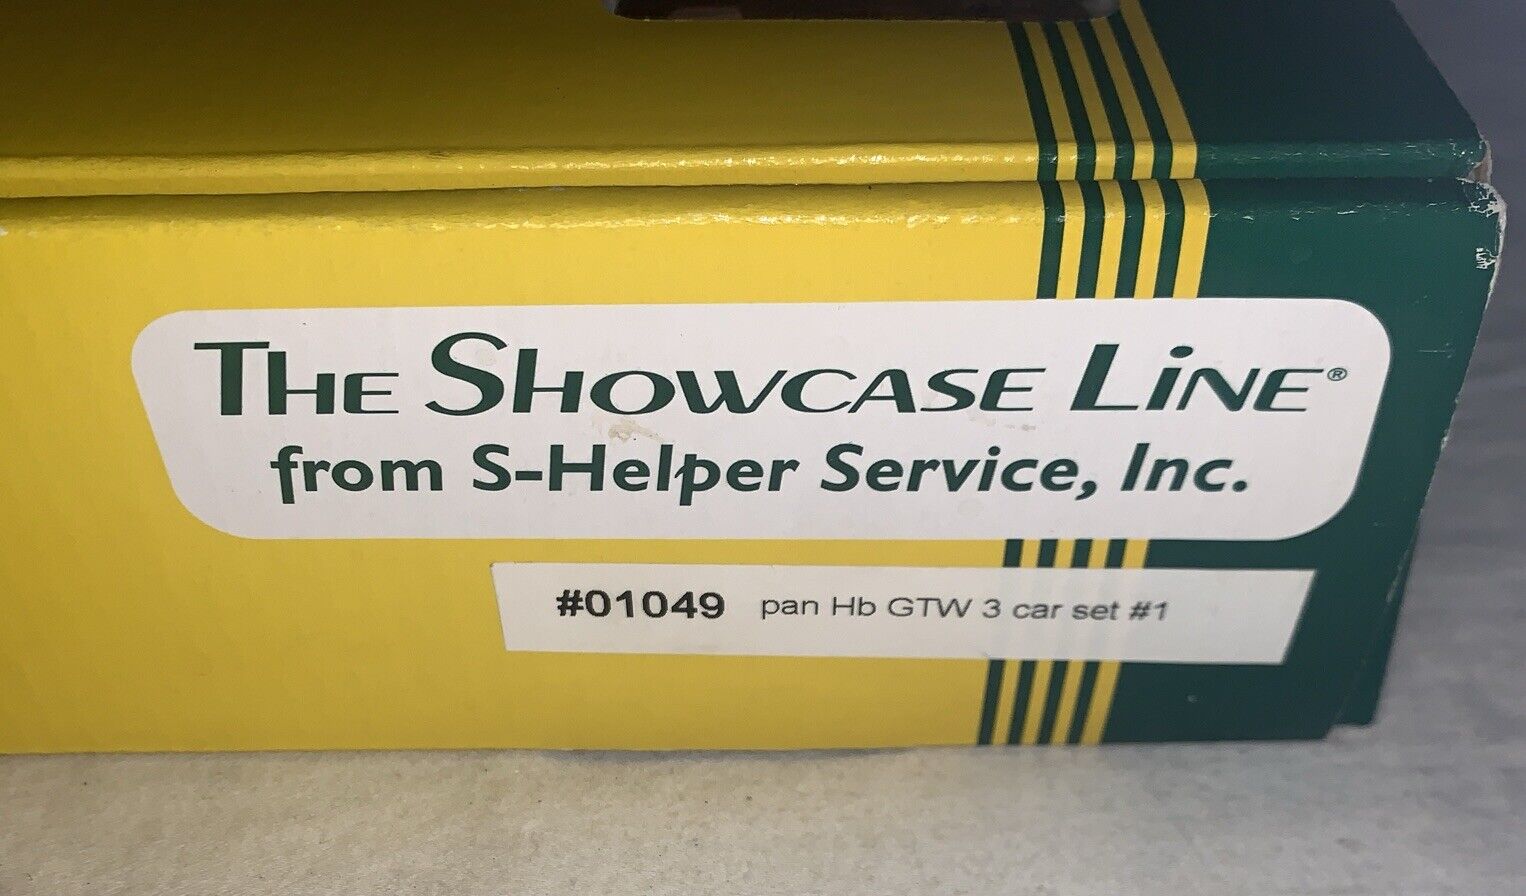 THE SHOWCASE LINE®
from S-Helper Service, Inc.
#01049 pan Hb GTW 3 car set #1